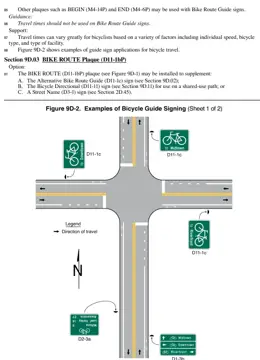 05 Other plaques such as BEGIN (M4-14P) and END (M4-6P) may be used with Bike Route Guide signs.
Guidance:
06 Travel times should not be used on Bike Route Guide signs.
Support:
07 Travel times can vary greatly for bicyclists based on a variety of factors including individual speed, bicycle
type, and type of facility.
08 Figure 9D-2 shows examples of guide sign applications for bicycle travel.
Section 9D.03 BIKE ROUTE Plaque (D11-1bP)
Option:
The BIKE ROUTE (D11-1bP) plaque (see Figure 9D-1) may be installed to supplement:
A. The Alternative Bike Route Guide (D11-1c) sign (see Section 9D.02);
B. The Bicycle Directional (D11-11) sign (see Section 9D.11) for use on a shared-use path; or
C. A Street Name (D3-1) sign (see Section 2D.45).
Figure 9D-2. Examples of Bicycle Guide Signing (Sheet 1 of 2)
D11-1c
D11-1c
D11-1c
Legend
Direction of travel
N
D2-3a
D1-3b